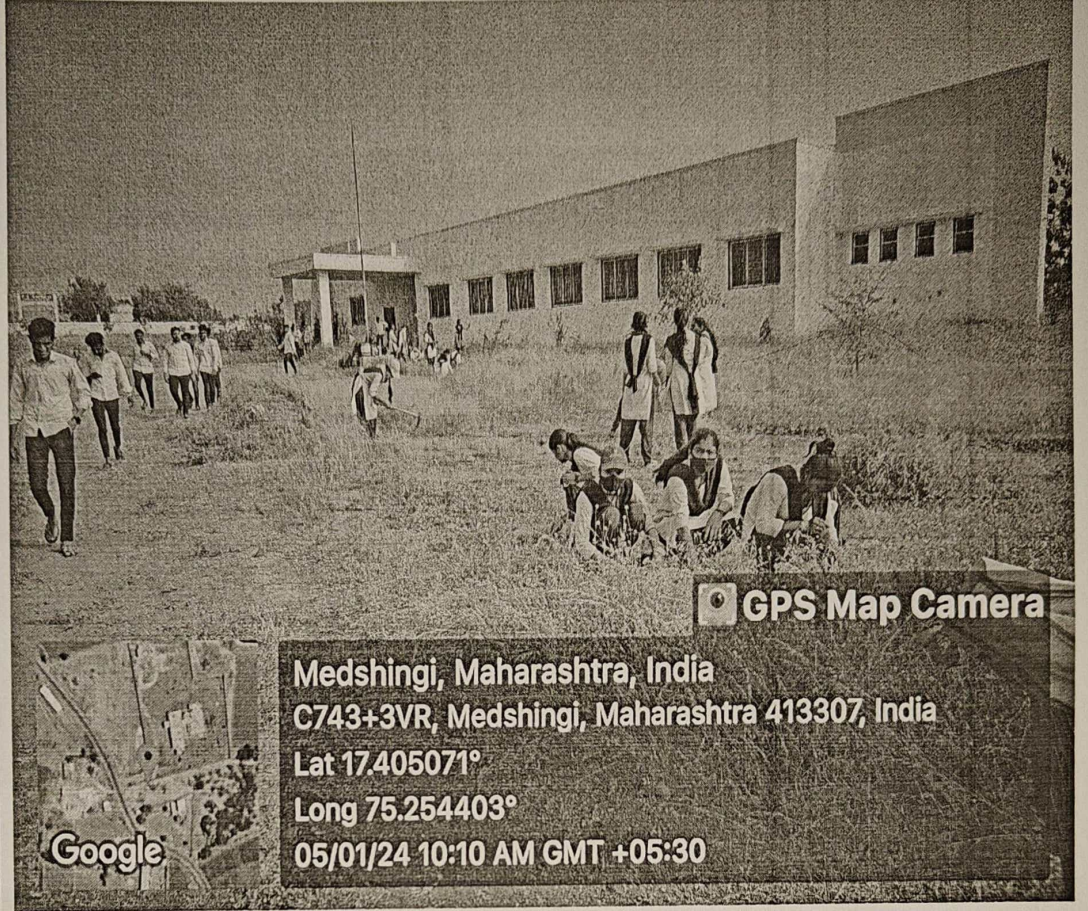 GPS Map Camera
Medshingi, Maharashtra, India
C743+3VR, Medshingi, Maharashtra 413307, India
Lat 17.405071°
Long 75.254403°
05/01/24 10:10 AM GMT +05:30
Google